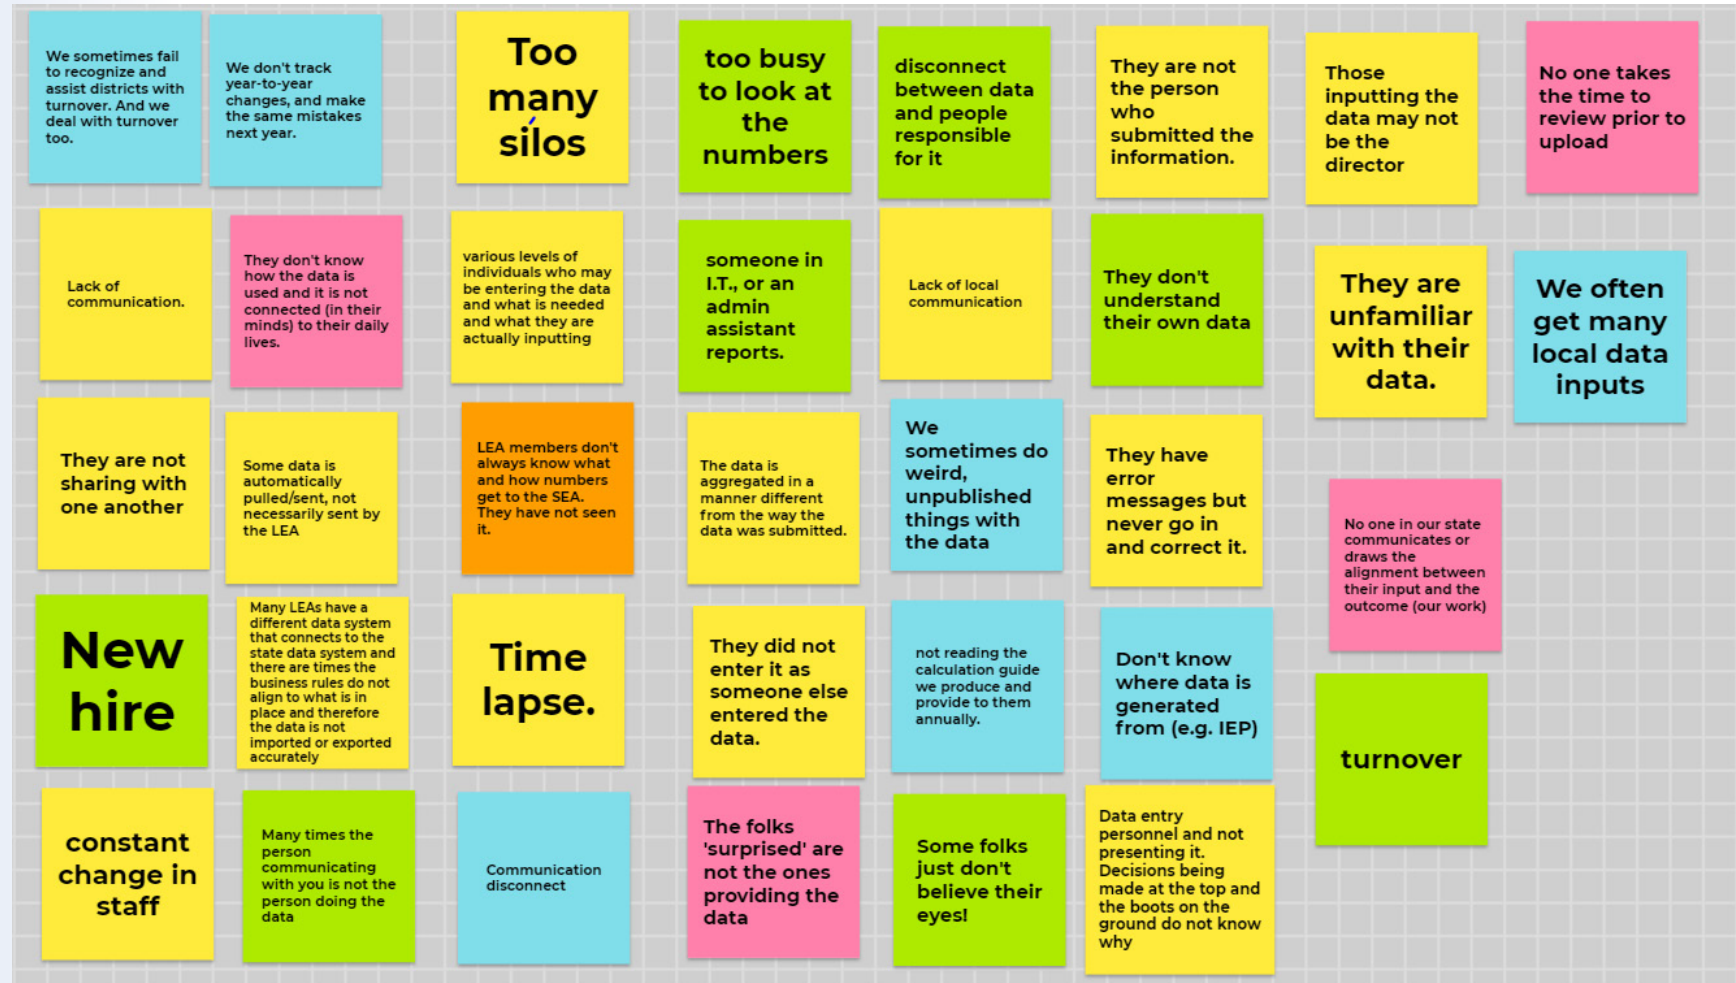 We sometimes fail
to recognize and
assist districts with
turnover. And we
deal with turnover
too.
We don't track
year-to-year
changes, and make
the same mistakes
next year.
Too
many
silos
too busy
to look at
the
numbers
disconnect
between data
and people
responsible
for it
They are not
the person
who
submitted the
information.
Those
inputting the
data may not
be the
director
No one takes
the time to
review prior to
upload
Lack of
communication.
They don't know
how the data is
used and it is not
connected (in their
minds) to their daily
lives.
various levels of
individuals who may
be entering the data
and what is needed
and what they are
actually inputting
someone in
I.T., or an
admin
assistant
reports.
Lack of local
communication
They don't
understand
their own data
They are
unfamiliar
with their
data.
We often
get many
local data
inputs
They are not
sharing with
one another
Some data is
automatically
pulled/sent, not
necessarily sent by
the LEA
LEA members don't
always know what
and how numbers
get to the SEA.
They have not seen
it.
The data is
aggregated in a
manner different
from the way the
data was submitted.
We
sometimes do
weird,
unpublished
things with
the data
They have
error
messages but
never go in
and correct it.
No one in our state
communicates or
draws the
alignment between
their input and the
outcome (our work)
New
hire
Many LEAs have a
different data system
that connects to the
state data system and
there are times the
business rules do not
align to what is in
place and therefore
the data is not
imported or exported
accurately
Time
lapse.
They did not
enter it as
someone else
entered the
data.
not reading the
calculation guide
we produce and
provide to them
annually.
Don't know
where data is
generated
from (e.g. IEP)
turnover
constant
change in
staff
Many times the
person
communicating
with you is not the
person doing the
data
Communication
disconnect
The folks
'surprised' are
not the ones
providing the
data
Some folks
just don't
believe their
eyes!
Data entry
personnel and not
presenting it.
Decisions being
made at the top and
the boots on the
ground do not know
why